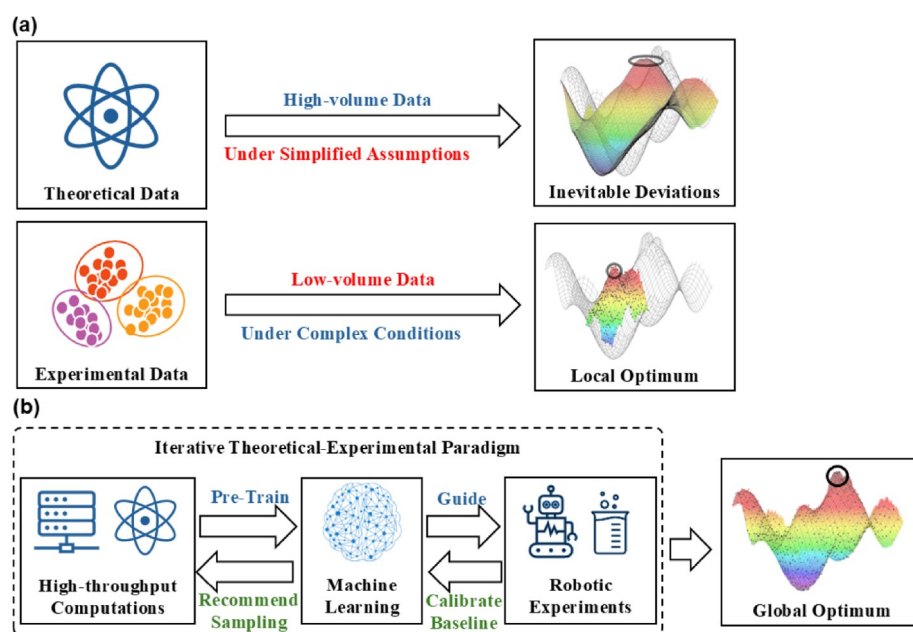 (a)
High-volume Data
Under Simplified Assumptions
Theoretical Data
Inevitable Deviations
Low-volume Data
Under Complex Conditions
Experimental Data
Local Optimum
(b)
Iterative Theoretical-Experimental Paradigm
Pre-Train
Guide
High-throughput
Computations
Recommend
Sampling
Machine
Learning
Calibrate
Baseline
Robotic
Experiments
Global Optimum